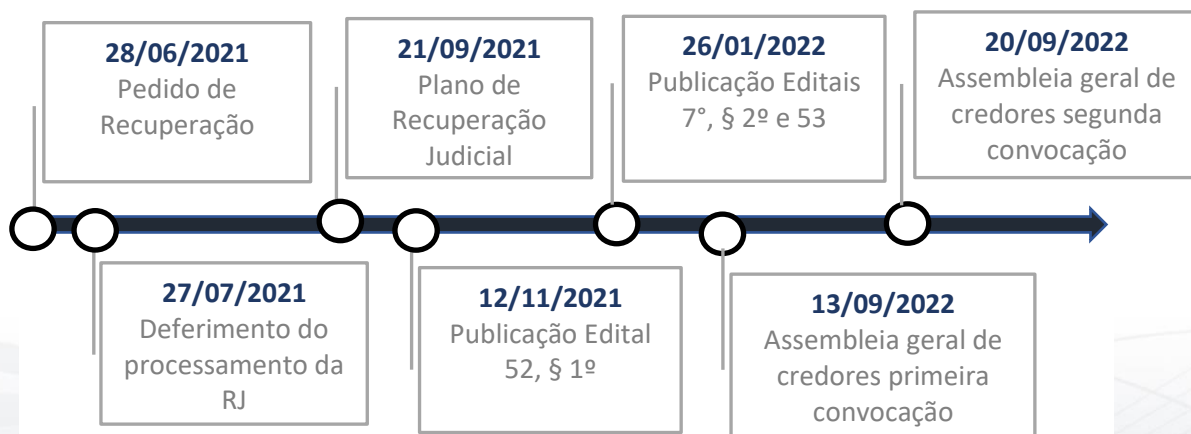 28/06/2021
Pedido de
Recuperação
21/09/2021
Plano de
Recuperação
Judicial
26/01/2022
Publicação Editais
7°, § 2º e 53
20/09/2022
Assembleia geral de
credores segunda
convocação
27/07/2021
Deferimento do
processamento da
RJ
12/11/2021
Publicação Edital
52, § 1º
13/09/2022
Assembleia geral de
credores primeira
convocação